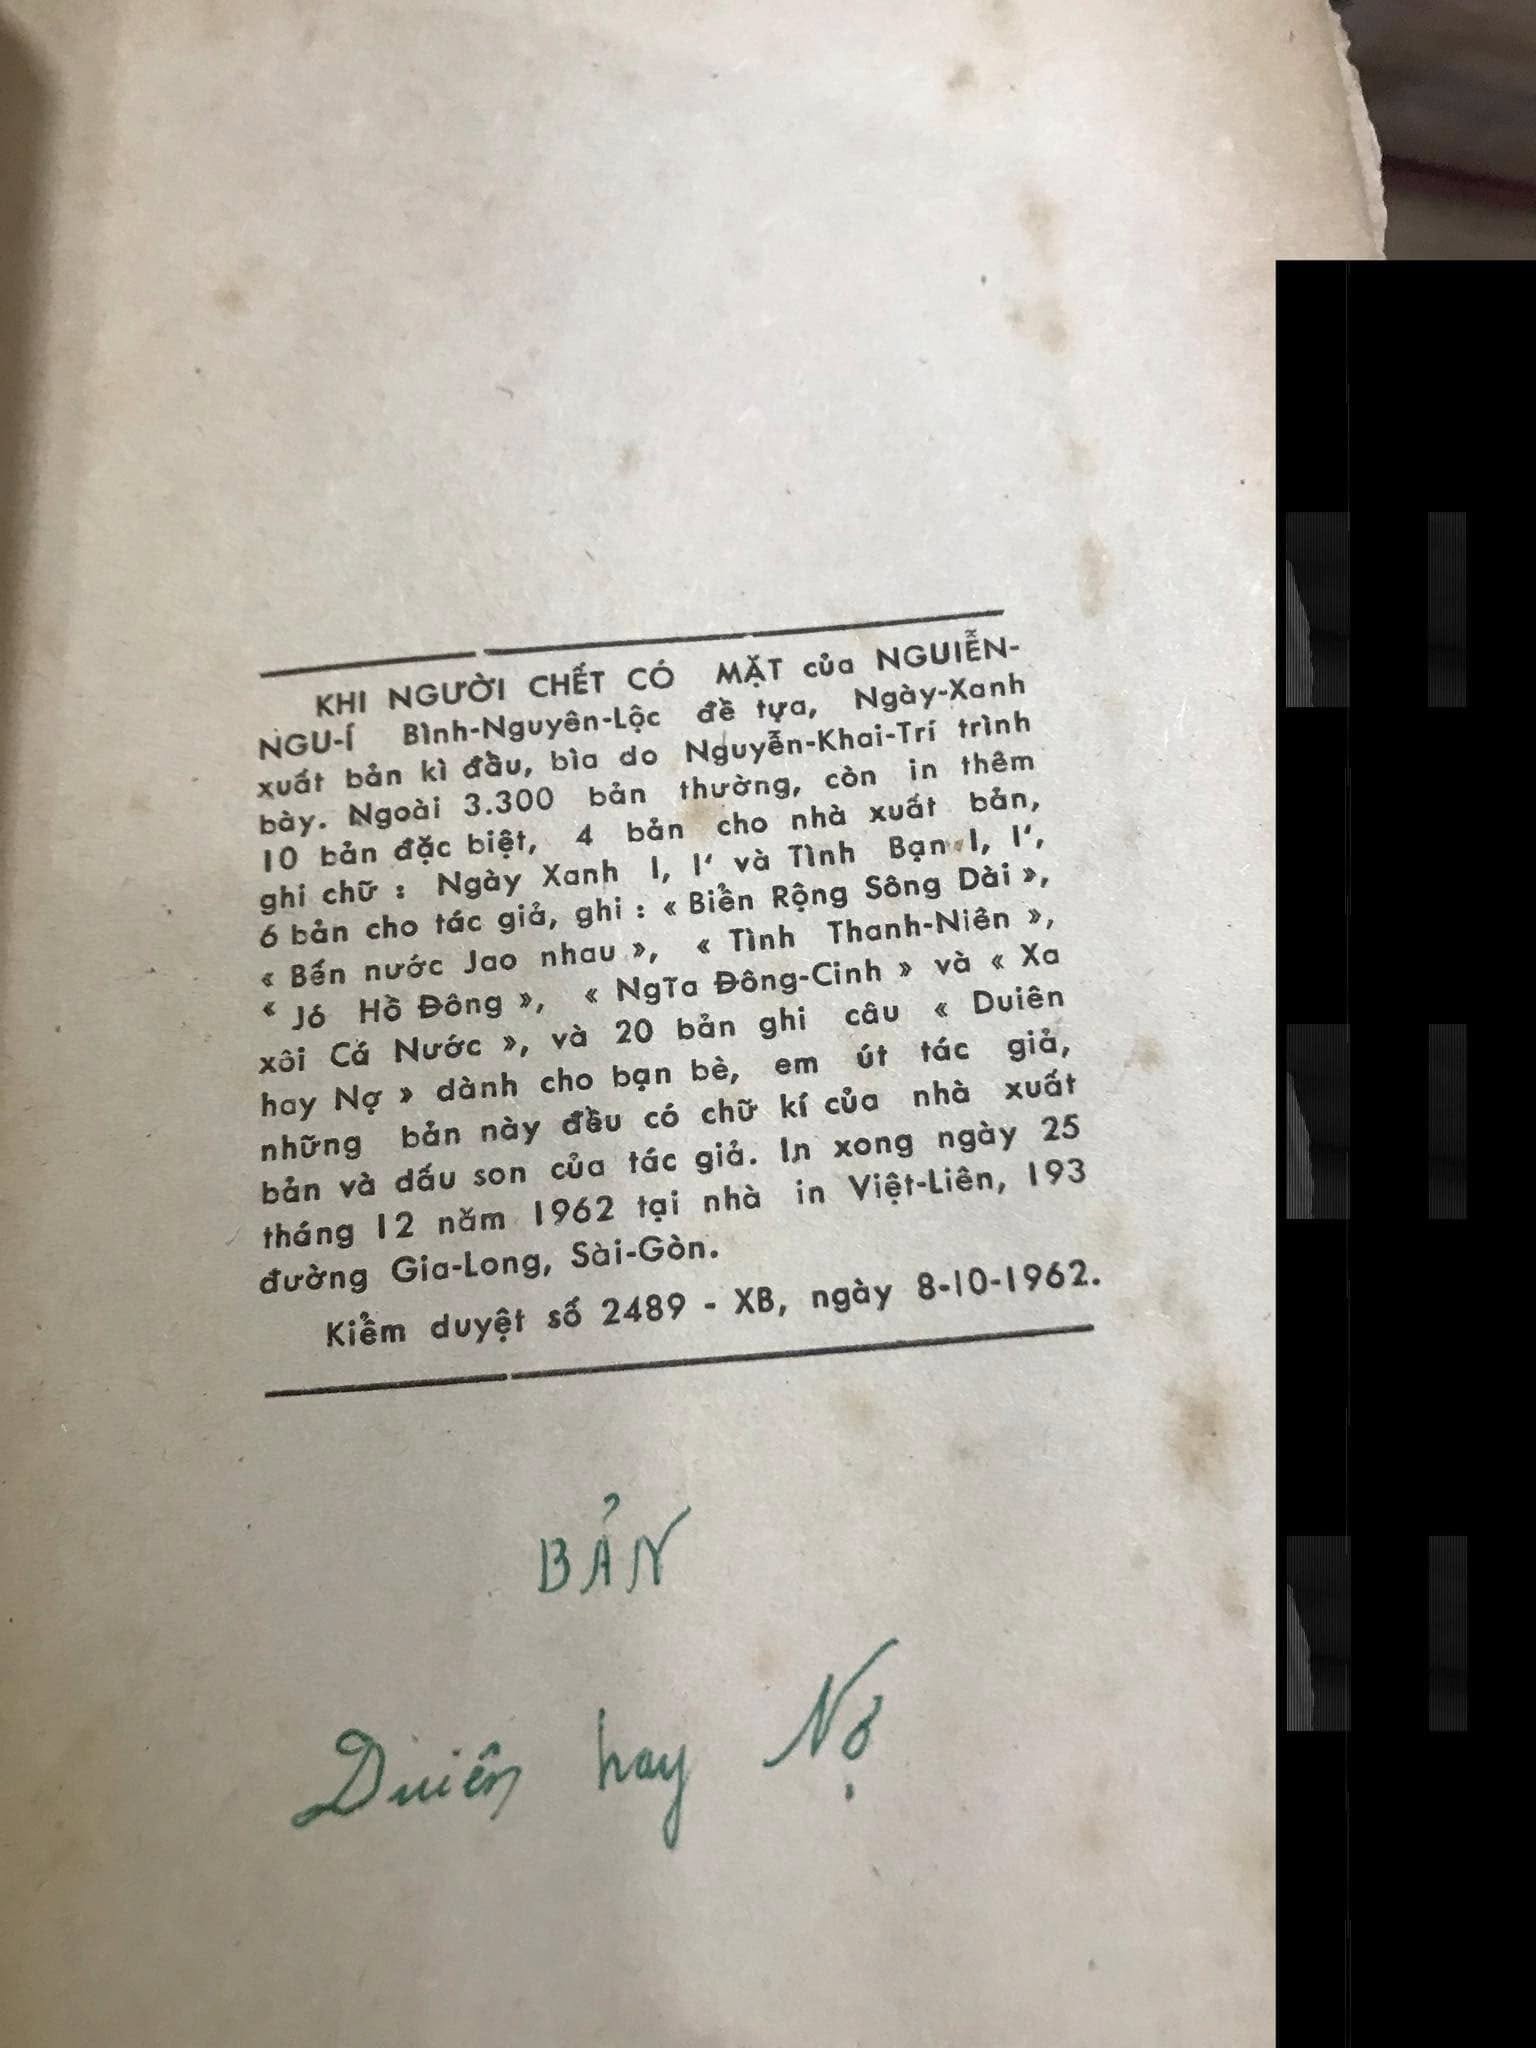 KHI NGƯỜI CHẾT CÓ MẶT của NGUIỄN-
NGU-Í Bình-Nguyên-Lộc đề tựa, Ngày-Xanh
xuất bản kì đầu, bìa do Nguyễn-Khai-Trí trình
bày. Ngoài 3.300 bản thường, còn in thêm
10 bản đặc biệt, 4 bản cho nhà xuất bản,
ghi chữ : Ngày Xanh I, I‘ và Tình Bạn I, I‘,
6 bản cho tác giả, ghi : « Biển Rộng Sông Dài »,
« Bến nước Jao nhau », « Tình Thanh-Niên »,
« Jó Hồ Đông », « Ngĩa Đông-Cinh » và « Xa
xôi Cá Nước », và 20 bản ghi câu « Duiên
hay Nợ » dành cho bạn bè, em út tác giả,
những bản này đều có chữ kí của nhà xuất
bản và dấu son của tác giả. In xong ngày 25
tháng 12 năm 1962 tại nhà in Việt-Liên, 193
đường Gia-Long, Sài-Gòn.
Kiểm duyệt số 2489 - XB, ngày 8-10-1962.
BẢN
Duiên hay Nợ